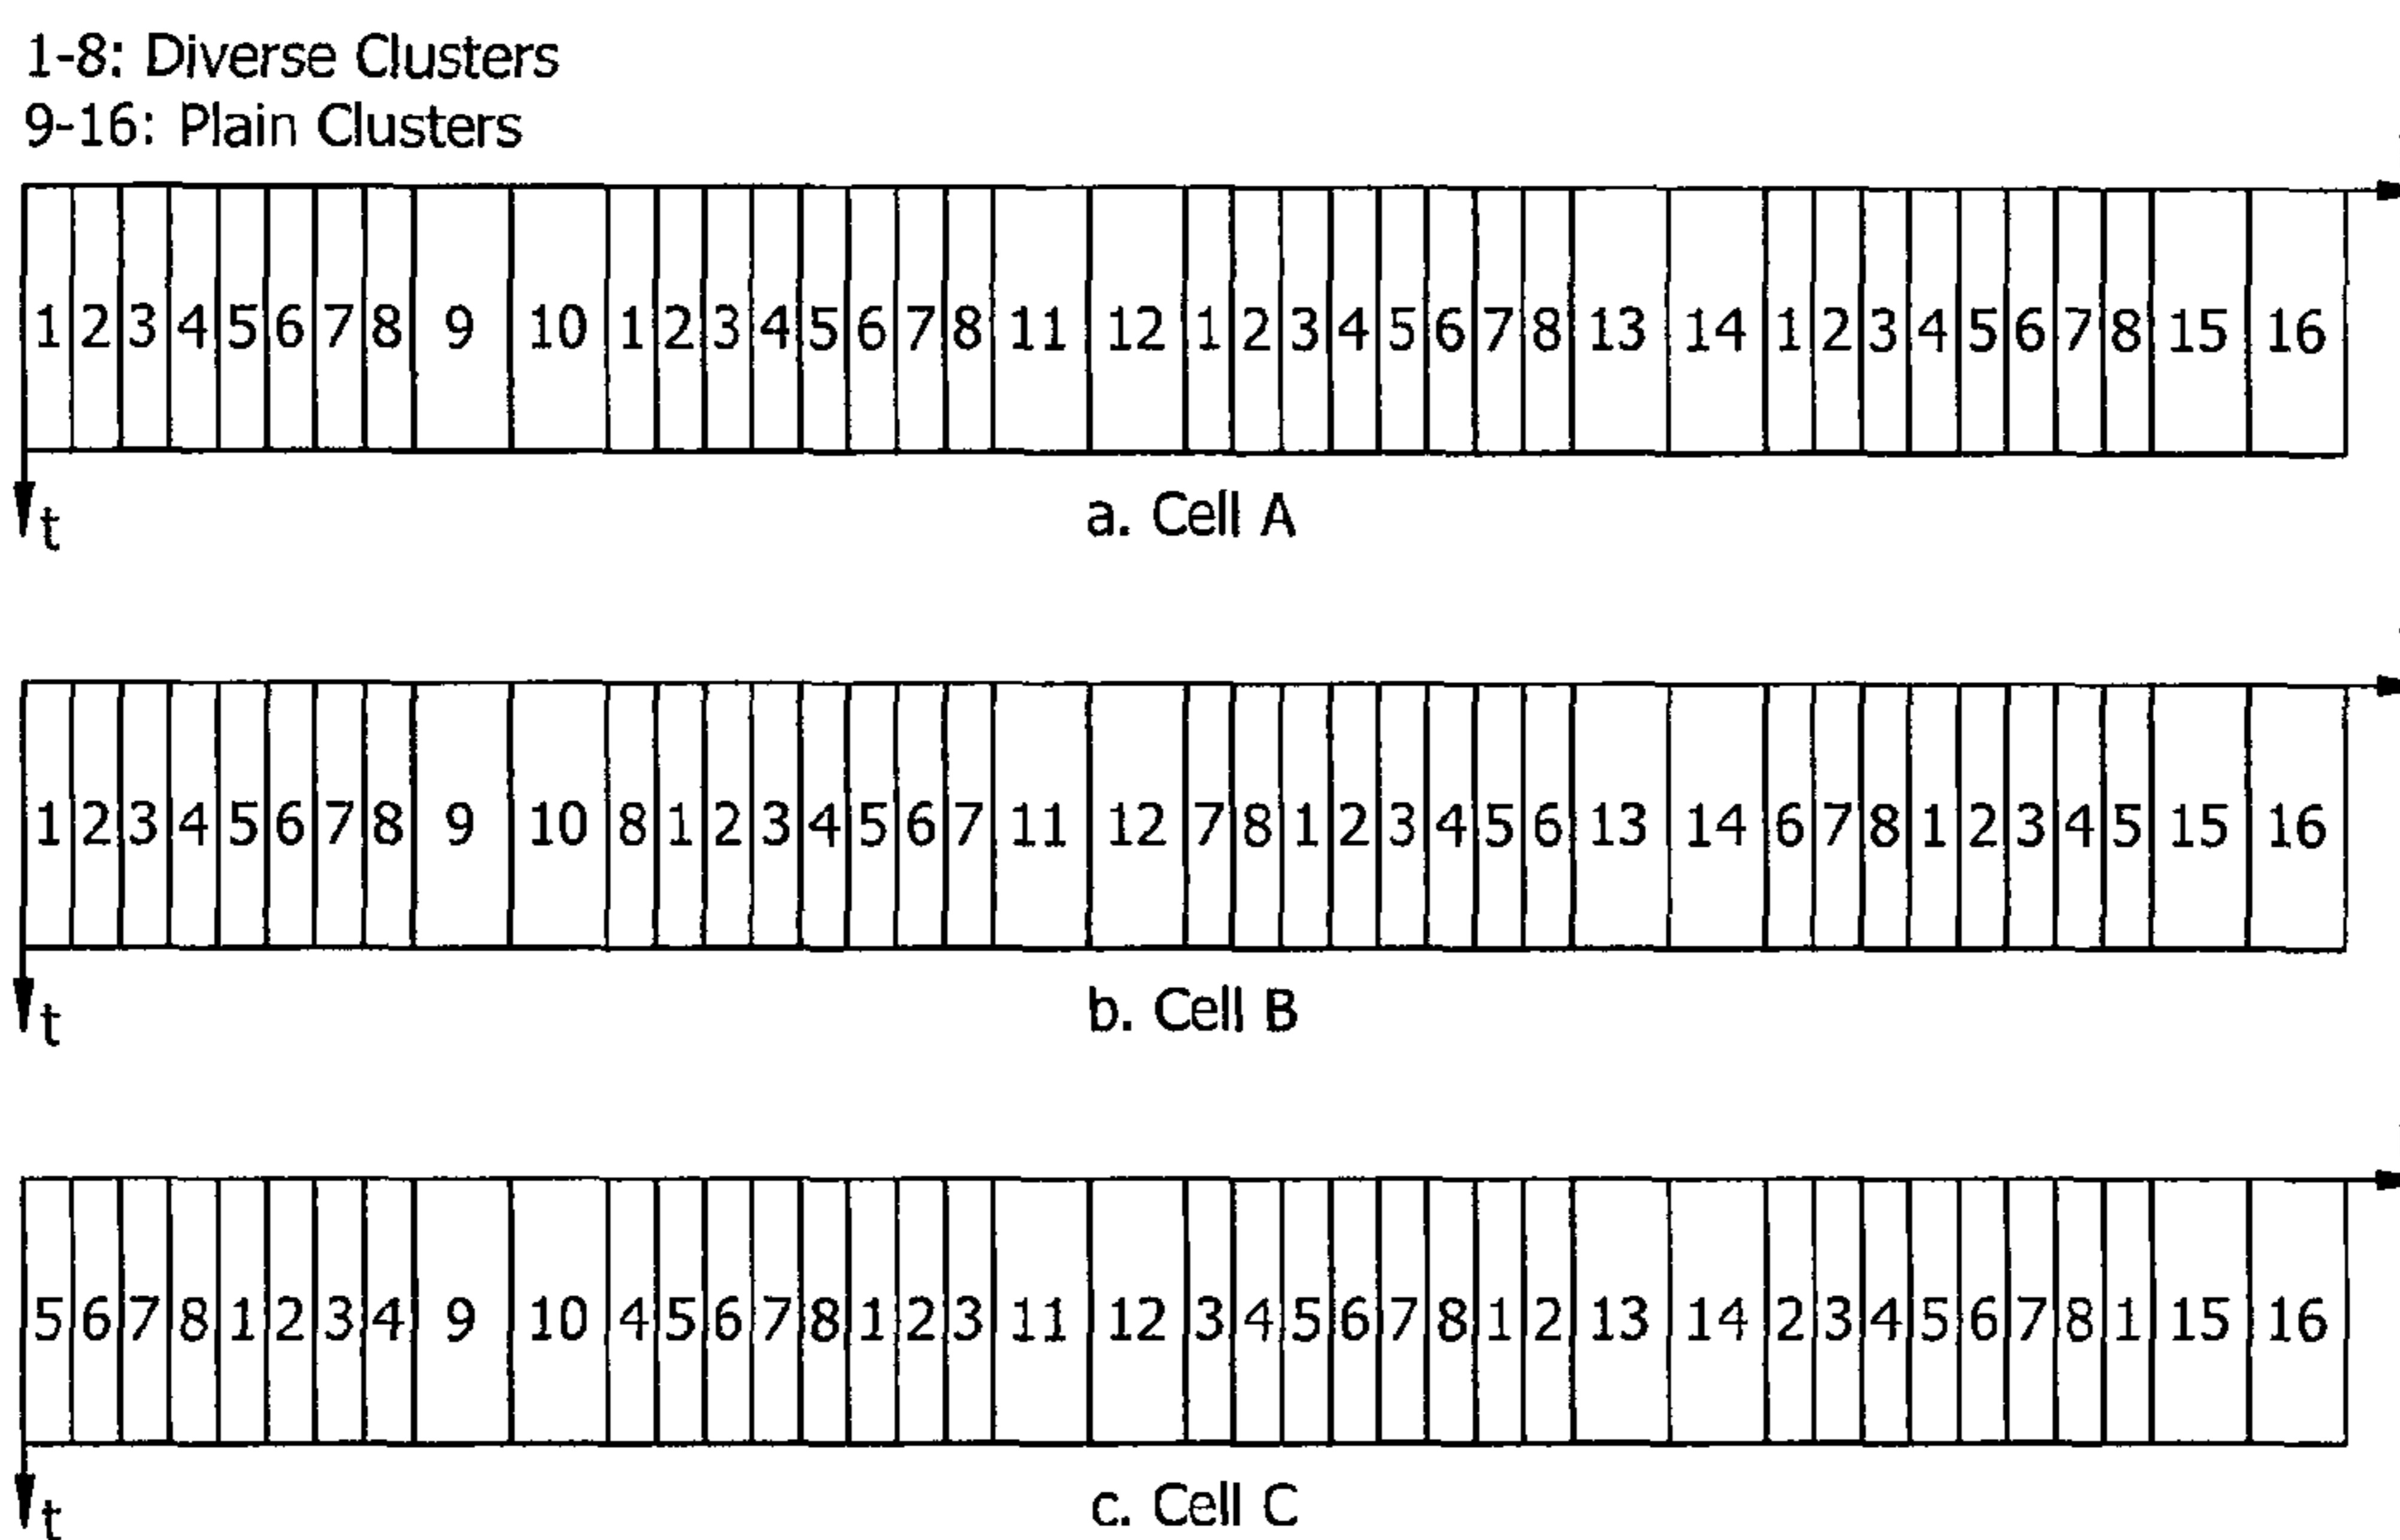 1-8: Diverse Clusters
9-16: Plain Clusters
1 2 3 4 5 6 7 8 9 10 1 2 3 4 5 6 7 8 11 12 1 2 3 4 5 6 7 8 13 14 1 2 3 4 5 6 7 8 15 16
t
a. Cell A
1 2 3 4 5 6 7 8 9 10 8 1 2 3 4 5 6 7 11 12 7 8 1 2 3 4 5 6 13 14 6 7 8 1 2 3 4 5 15 16
t
b. Cell B
5 6 7 8 1 2 3 4 9 10 4 5 6 7 8 1 2 3 11 12 3 4 5 6 7 8 1 2 13 14 2 3 4 5 6 7 8 1 15 16
t
c. Cell C